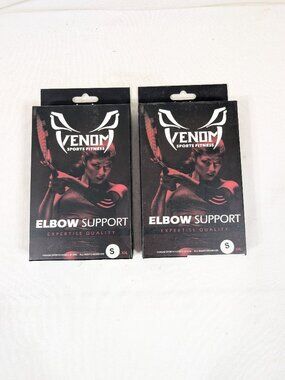 VENOM
SPORTS FITNESS
ELBOW SUPPORT
EXPERTISE QUALITY
S
VENOM
SPORTS FITNESS
ELBOW SUPPORT
EXPERTISE QUALITY
S